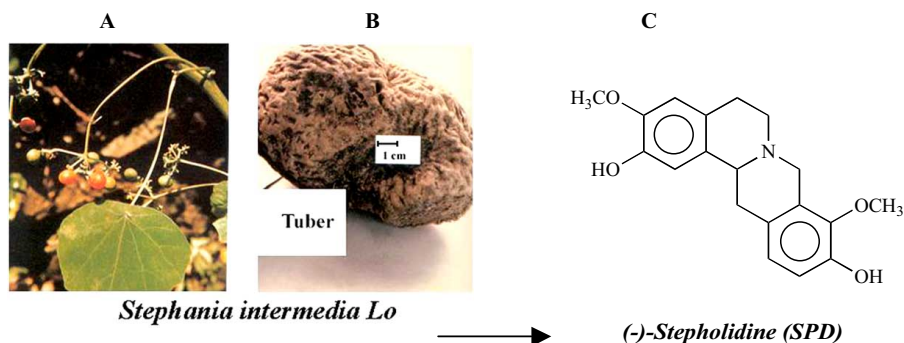 A B C
1 cm
Tuber
H₃CO
HO
N
OCH₃
OH
Stephania intermedia Lo
(-)-Stepholidine (SPD)